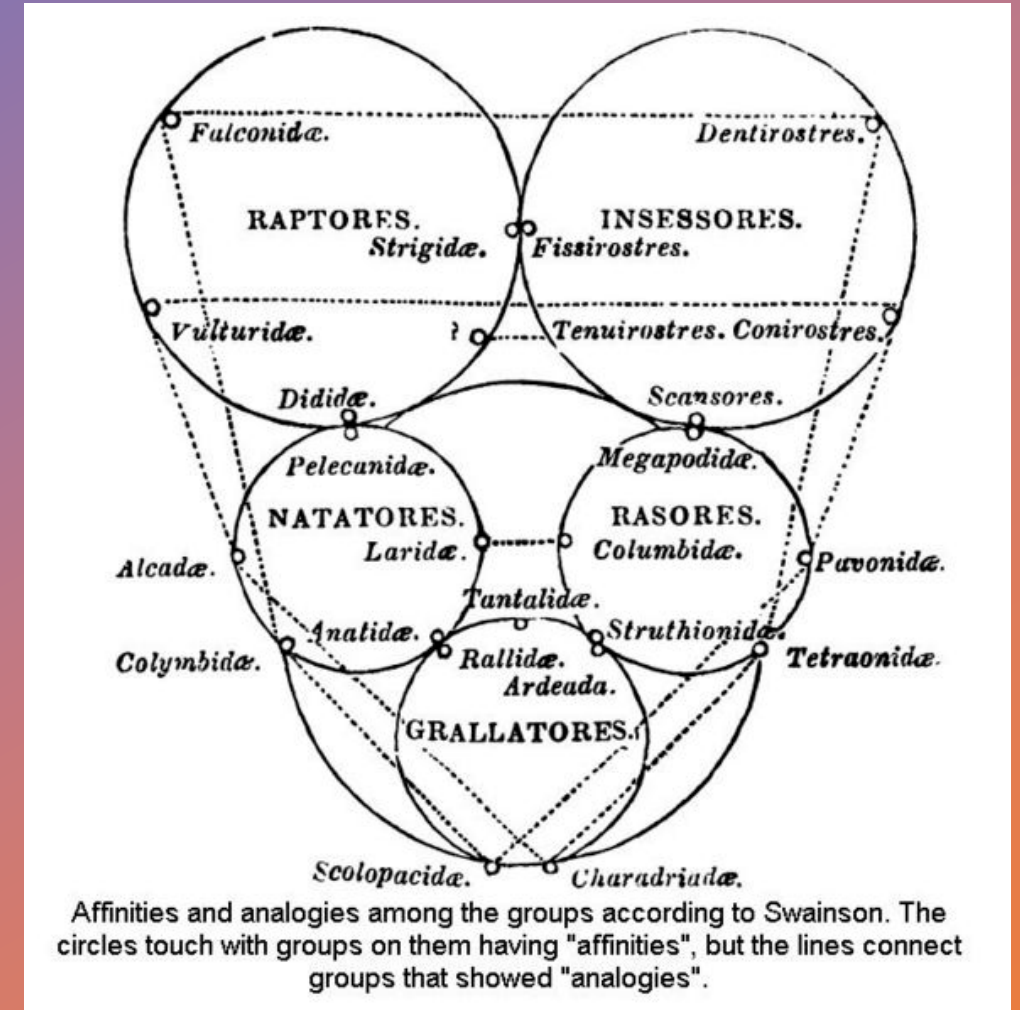 Falconidæ.
Dentirostres.
RAPTORES.
INSESSORES.
Strigidæ.
Fissirostres.
Vulturidæ.
?
Tenuirostres. Conirostres.
Dididæ.
Scansores.
Pelecanidæ.
Megapodidæ.
NATATORES.
RASORES.
Laridæ.
Columbidæ.
Alcadæ.
Pavonidæ.
Tantalidæ.
Anatidæ.
Struthionidæ.
Colymbidæ.
Rallidæ.
Tetraonidæ.
Ardeada.
GRALLATORES.
Scolopacidæ.
Charadriadæ.
Affinities and analogies among the groups according to Swainson. The
circles touch with groups on them having "affinities", but the lines connect
groups that showed "analogies".